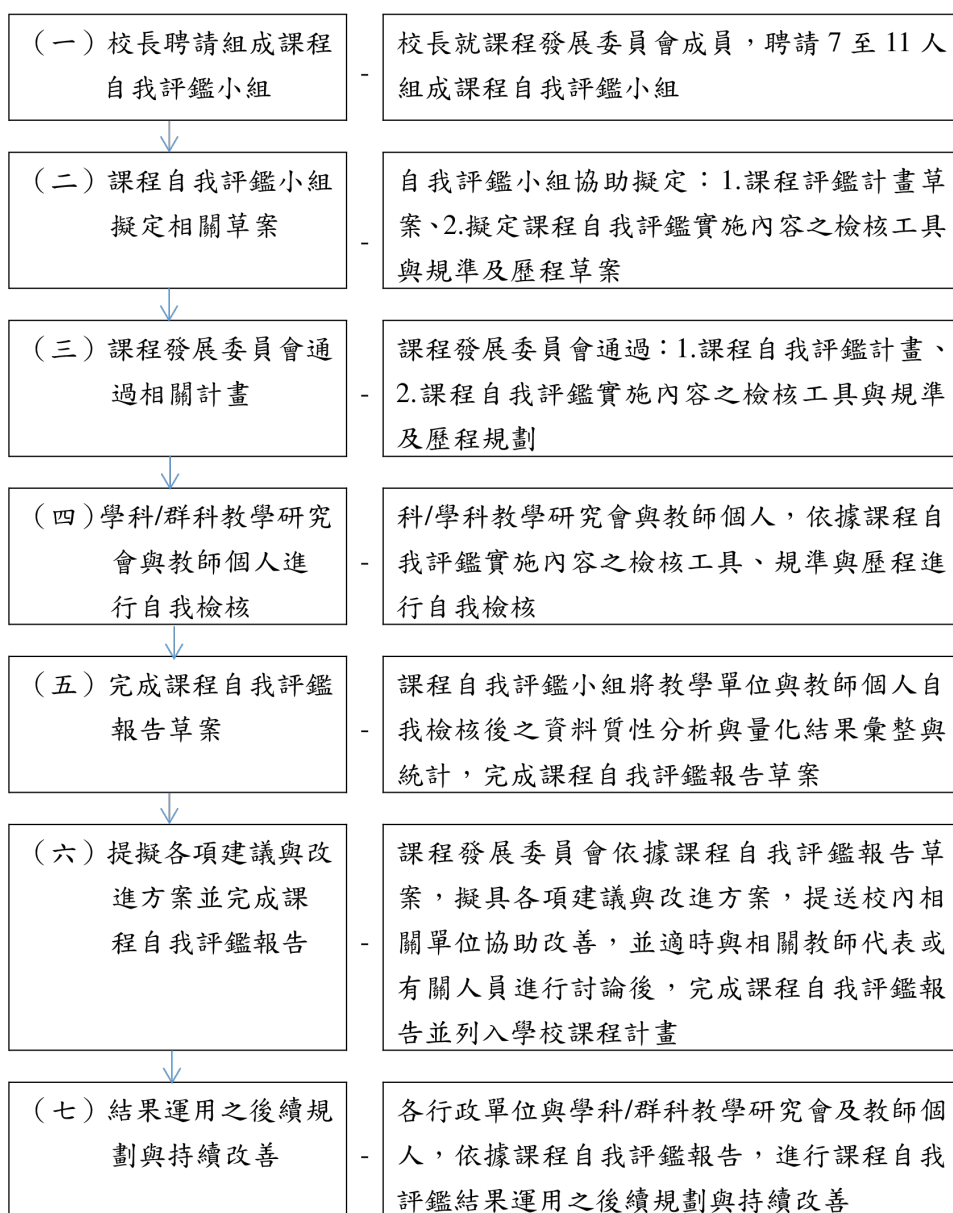 （一）校長聘請組成課程
自我評鑑小組
-
校長就課程發展委員會成員，聘請 7 至 11 人
組成課程自我評鑑小組
（二）課程自我評鑑小組
擬定相關草案
-
自我評鑑小組協助擬定：1.課程評鑑計畫草
案、2.擬定課程自我評鑑實施內容之檢核工具
與規準及歷程草案
（三）課程發展委員會通
過相關計畫
-
課程發展委員會通過：1.課程自我評鑑計畫、
2.課程自我評鑑實施內容之檢核工具與規準
及歷程規劃
（四）學科/群科教學研究
會與教師個人進
行自我檢核
-
科/學科教學研究會與教師個人，依據課程自
我評鑑實施內容之檢核工具、規準與歷程進
行自我檢核
（五）完成課程自我評鑑
報告草案
-
課程自我評鑑小組將教學單位與教師個人自
我檢核後之資料質性分析與量化結果彙整與
統計，完成課程自我評鑑報告草案
（六）提擬各項建議與改
進方案並完成課
程自我評鑑報告
-
課程發展委員會依據課程自我評鑑報告草
案，擬具各項建議與改進方案，提送校內相
關單位協助改善，並適時與相關教師代表或
有關人員進行討論後，完成課程自我評鑑報
告並列入學校課程計畫
（七）結果運用之後續規
劃與持續改善
-
各行政單位與學科/群科教學研究會及教師個
人，依據課程自我評鑑報告，進行課程自我
評鑑結果運用之後續規劃與持續改善